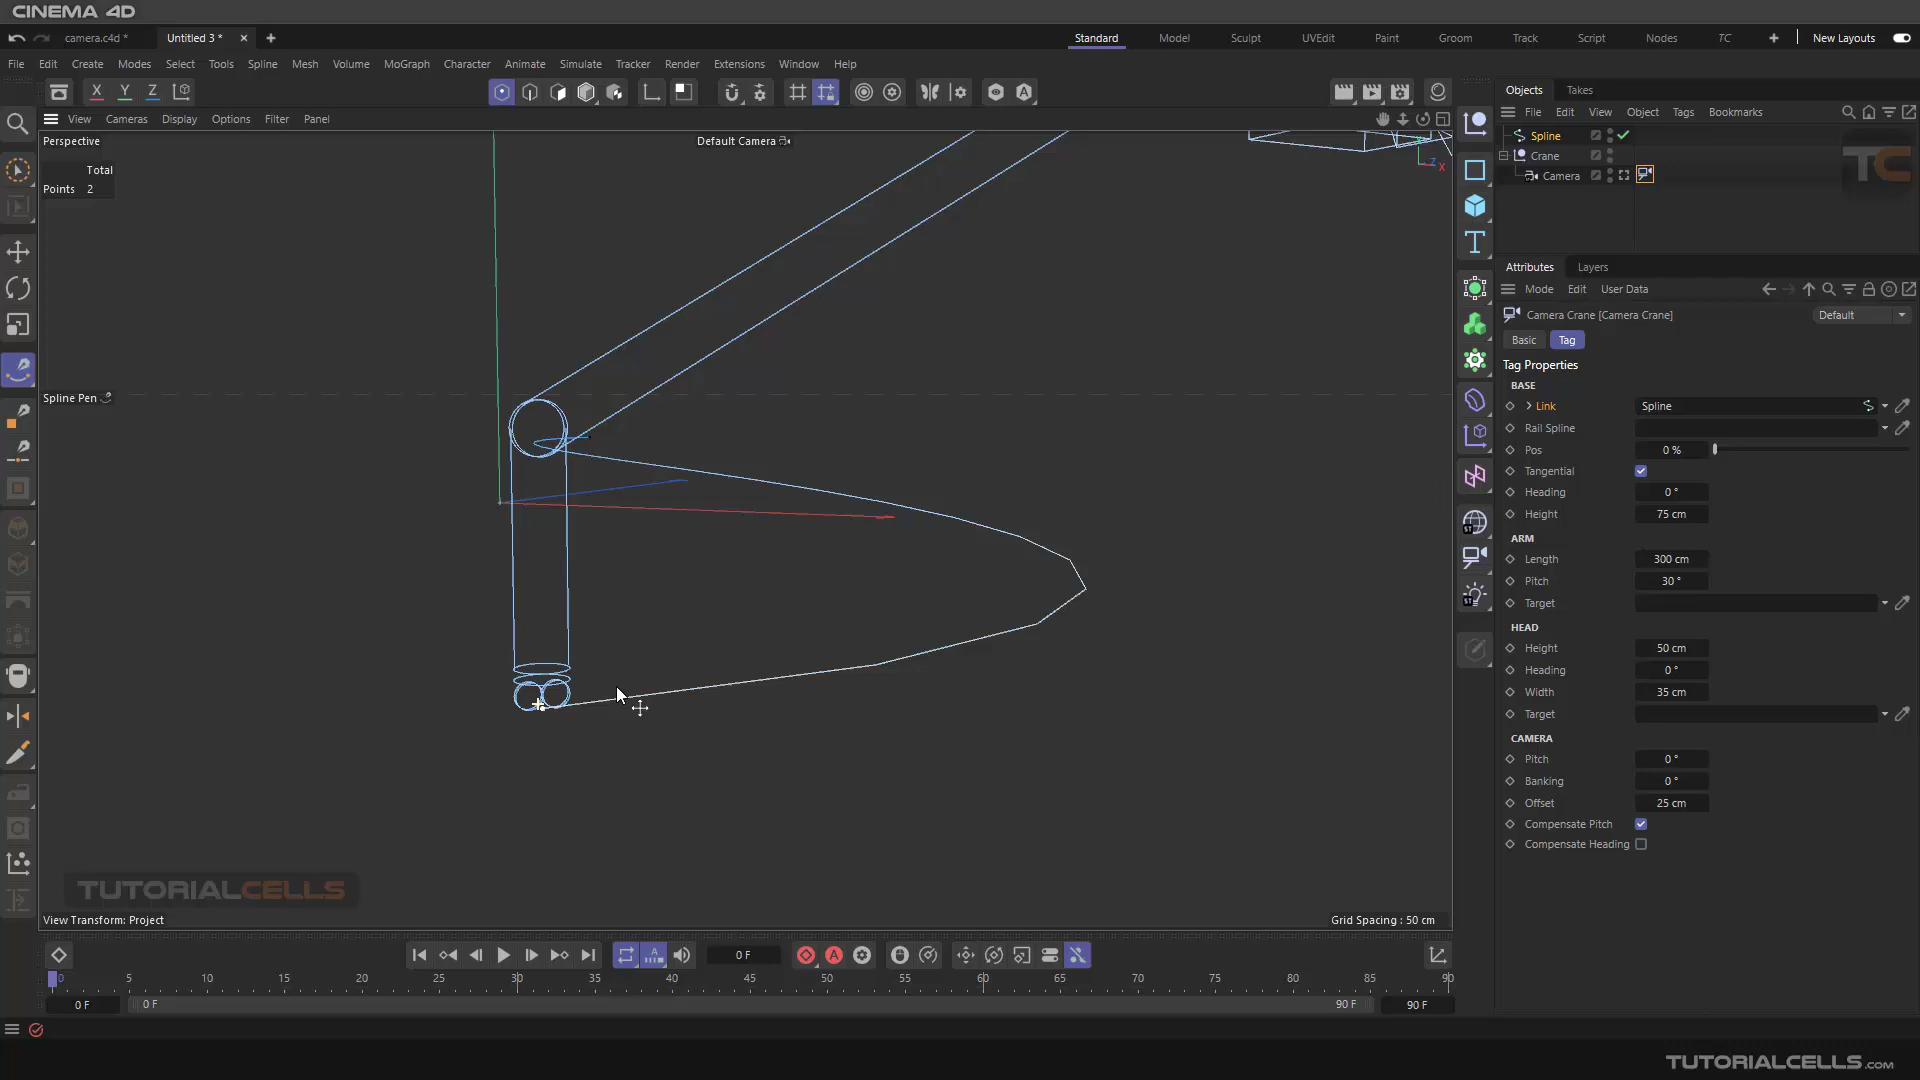 CINEMA 4D
camera.c4d *
Untitled 3 *
Standard
Model
Sculpt
UVEdit
Paint
Groom
Track
Script
Nodes
TC
New Layouts
File Edit Create Modes Select Tools Spline Mesh Volume MoGraph Character Animate Simulate Tracker Render Extensions Window Help
X Y Z
View Cameras Display Options Filter Panel
Perspective
Default Camera
Total
Points 2
Z
X
Spline Pen
TUTORIALCELLS
View Transform: Project
Grid Spacing : 50 cm
Objects Takes
File Edit View Object Tags Bookmarks
Spline
Crane
Camera
TC
Attributes Layers
Mode Edit User Data
Camera Crane [Camera Crane]
Default
Basic Tag
Tag Properties
BASE
Link Spline
Rail Spline
Pos 0 %
Tangential
Heading 0 °
Height 75 cm
ARM
Length 300 cm
Pitch 30 °
Target
HEAD
Height 50 cm
Heading 0 °
Width 35 cm
Target
CAMERA
Pitch 0 °
Banking 0 °
Offset 25 cm
Compensate Pitch
Compensate Heading
0 F
0 5 10 15 20 25 30 35 40 45 50 55 60 65 70 75 80 85 90
0 F
0 F
90 F
90 F
TUTORIALCELLS.com